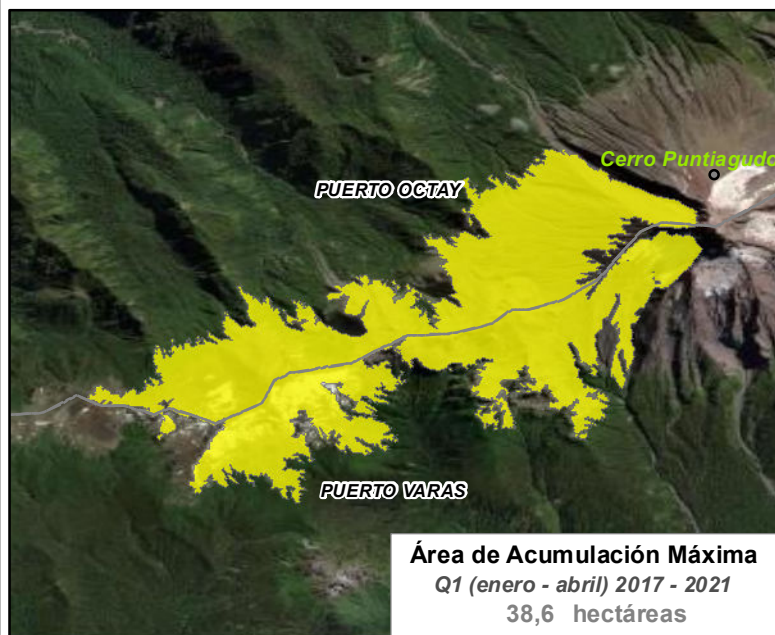 Cerro Puntiagudo
PUERTO OCTAY
PUERTO VARAS
Área de Acumulación Máxima
Q1 (enero - abril) 2017 - 2021
38,6 hectáreas